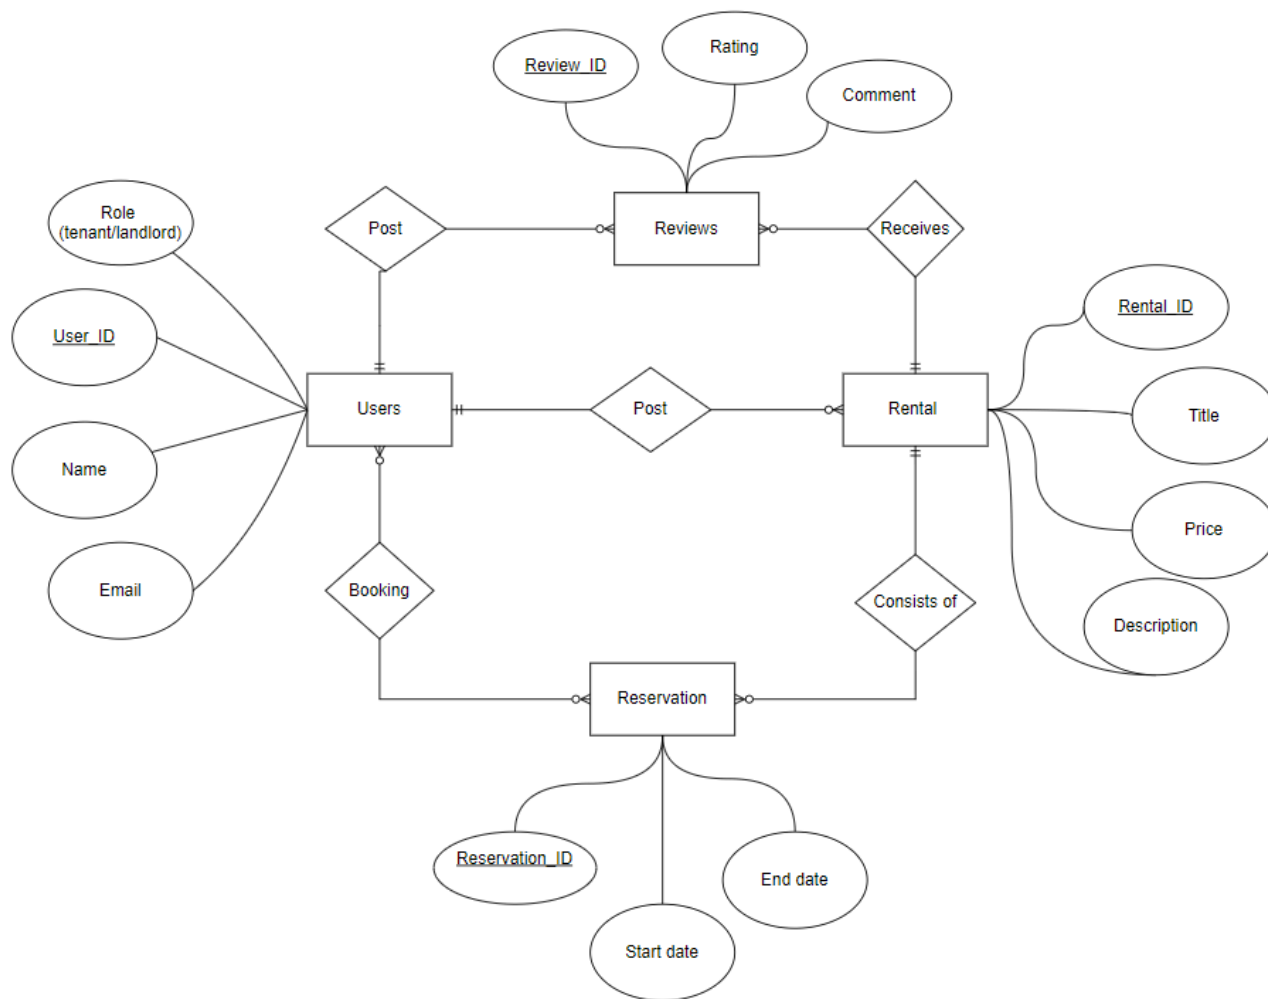 Review_ID
Rating
Comment
Role
(tenant/landlord)
Post
Reviews
Receives
User_ID
Rental_ID
Users
Post
Rental
Title
Name
Price
Email
Booking
Consists of
Description
Reservation
Reservation_ID
End date
Start date